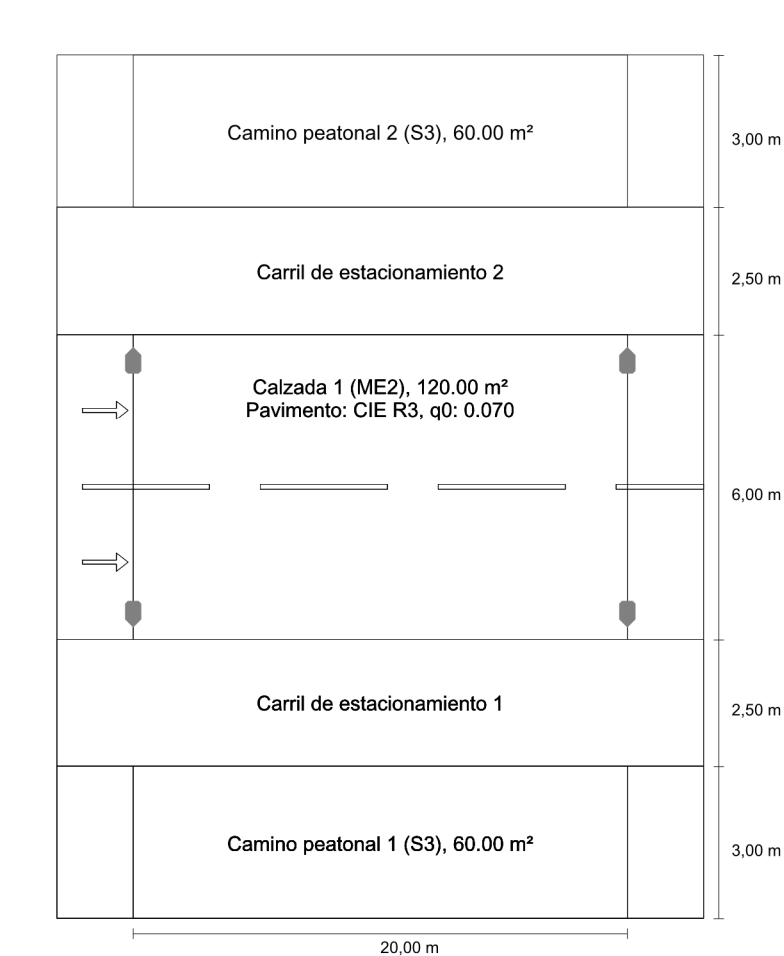 Camino peatonal 2 (S3), 60.00 m²
3,00 m
Carril de estacionamiento 2
2,50 m
Calzada 1 (ME2), 120.00 m²
Pavimento: CIE R3, q0: 0.070
6,00 m
Carril de estacionamiento 1
2,50 m
Camino peatonal 1 (S3), 60.00 m²
3,00 m
20,00 m